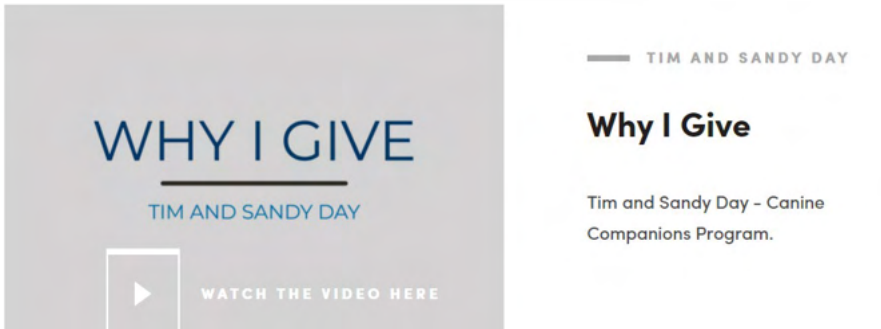 WHY I GIVE
TIM AND SANDY DAY
WATCH THE VIDEO HERE
TIM AND SANDY DAY
Why I Give
Tim and Sandy Day - Canine
Companions Program.